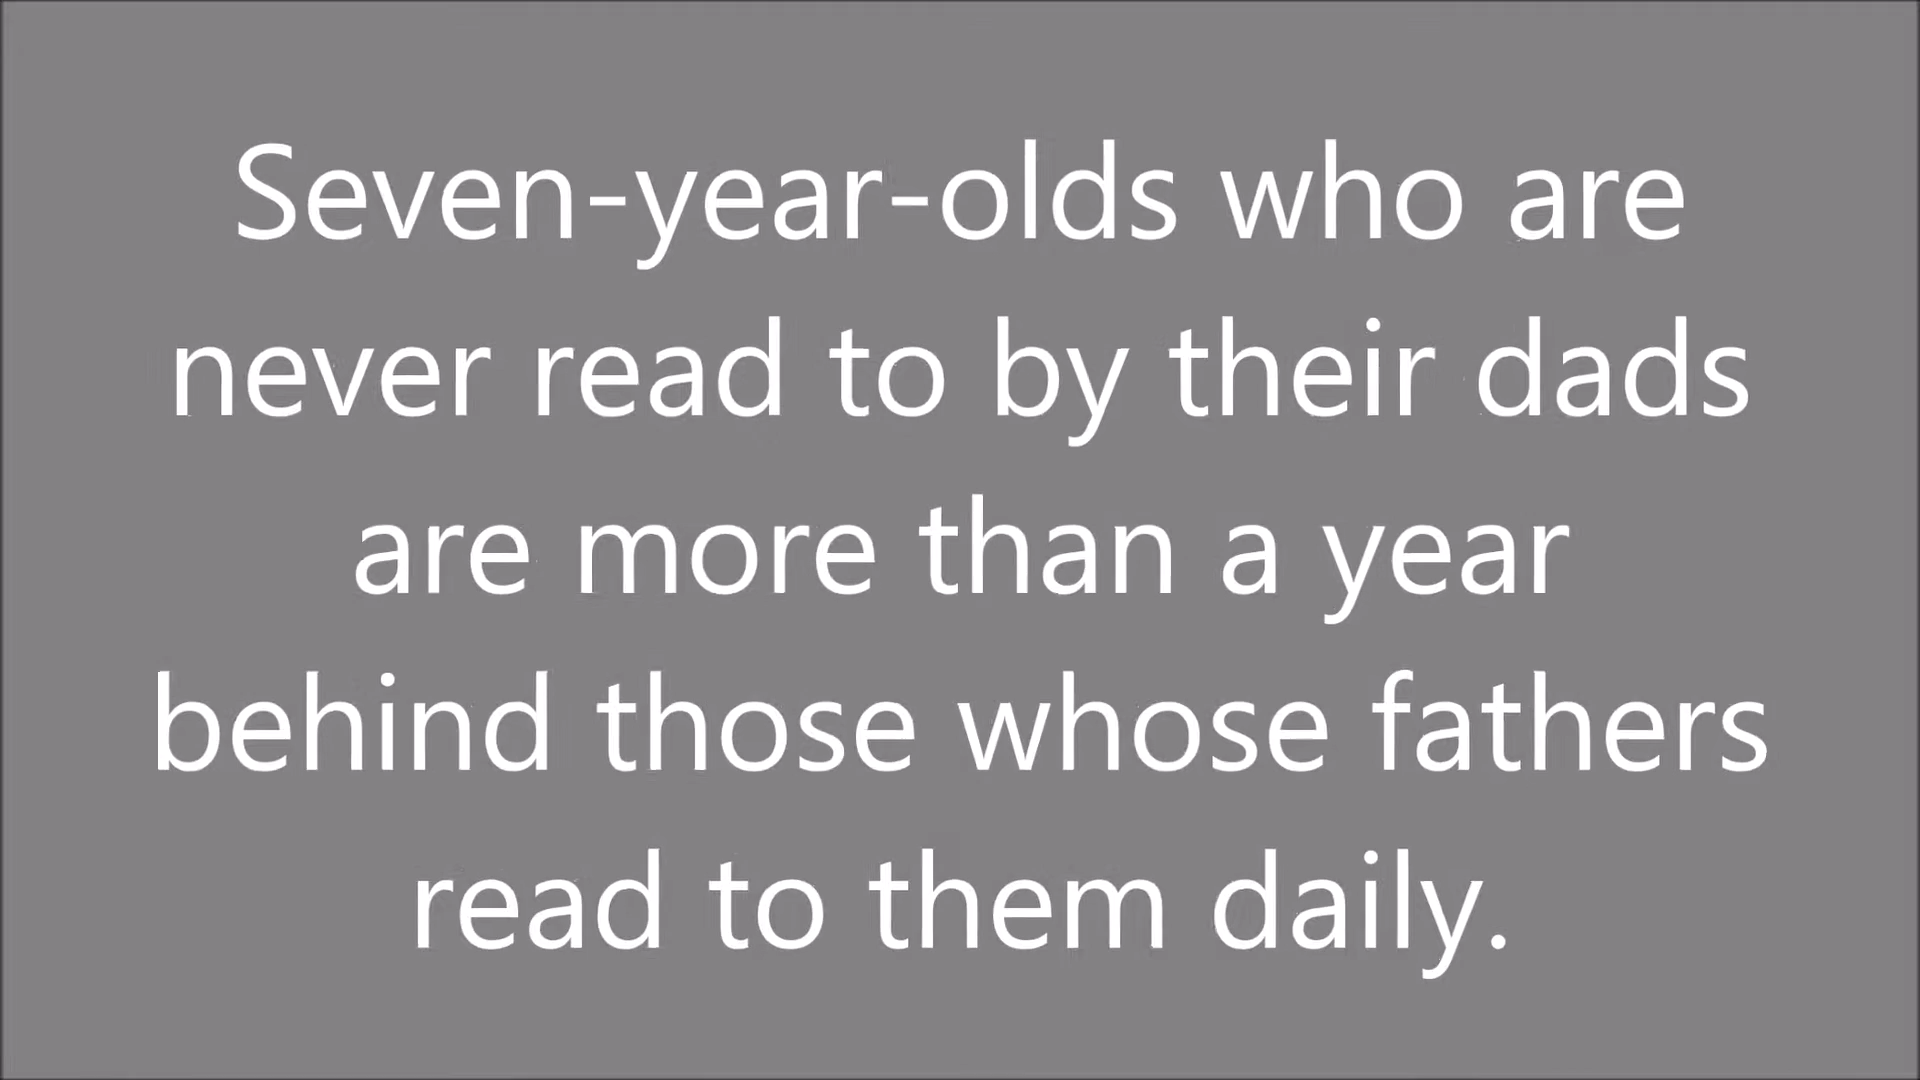 Seven-year-olds who are
never read to by their dads
are more than a year
behind those whose fathers
read to them daily.